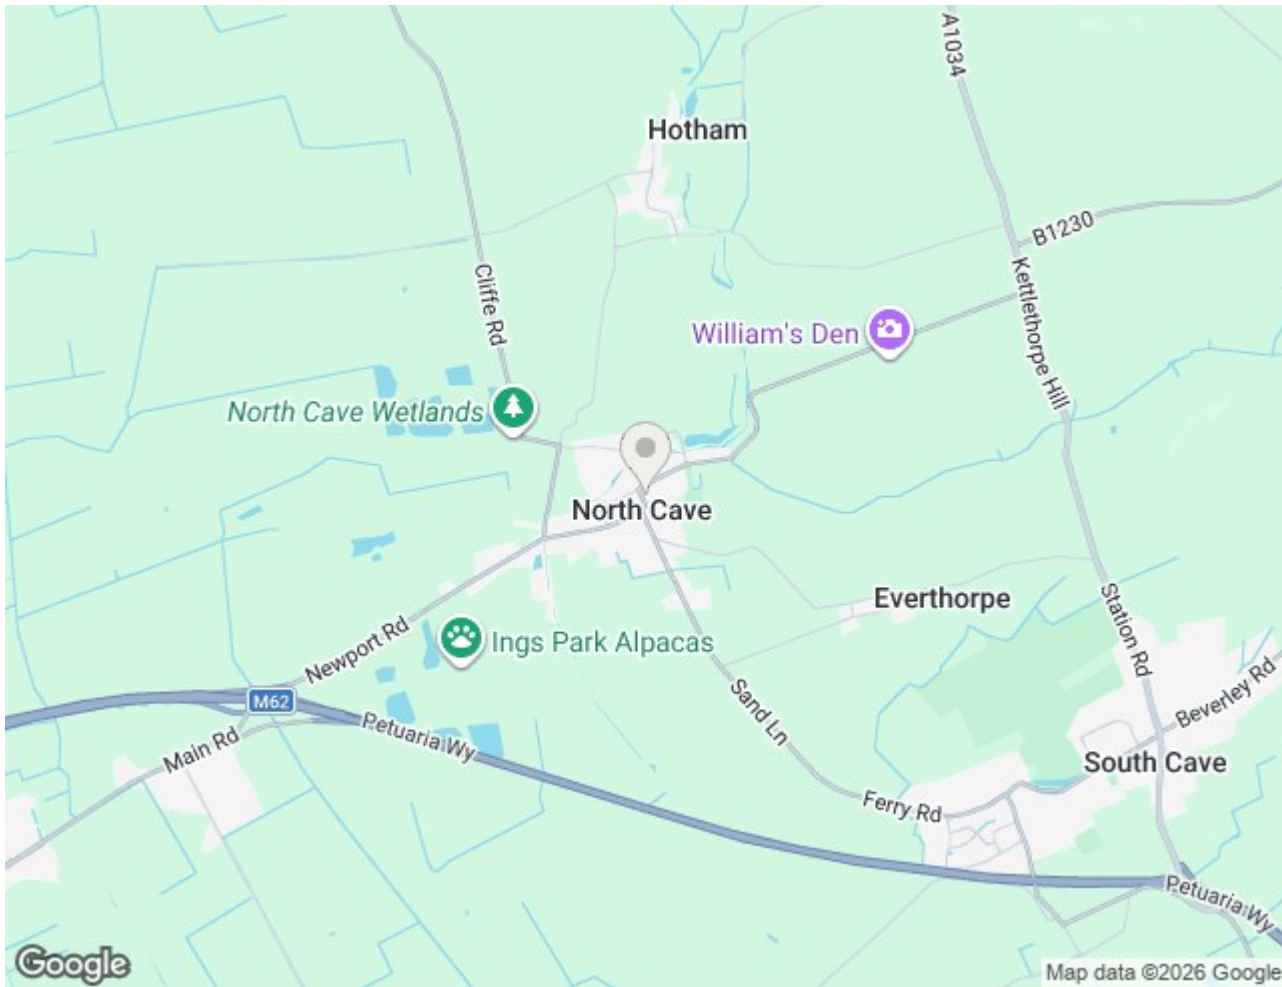 A1034
Hotham
B1230
Cliffe Rd
Kettlethorpe Hill
William's Den
North Cave Wetlands
North Cave
Everthorpe
Station Rd
Newport Rd
Ings Park Alpacas
Beverley Rd
M62
Sand Ln
Petuaria Wy
Main Rd
South Cave
Ferry Rd
Petuaria Wy
Google
Map data ©2026 Google